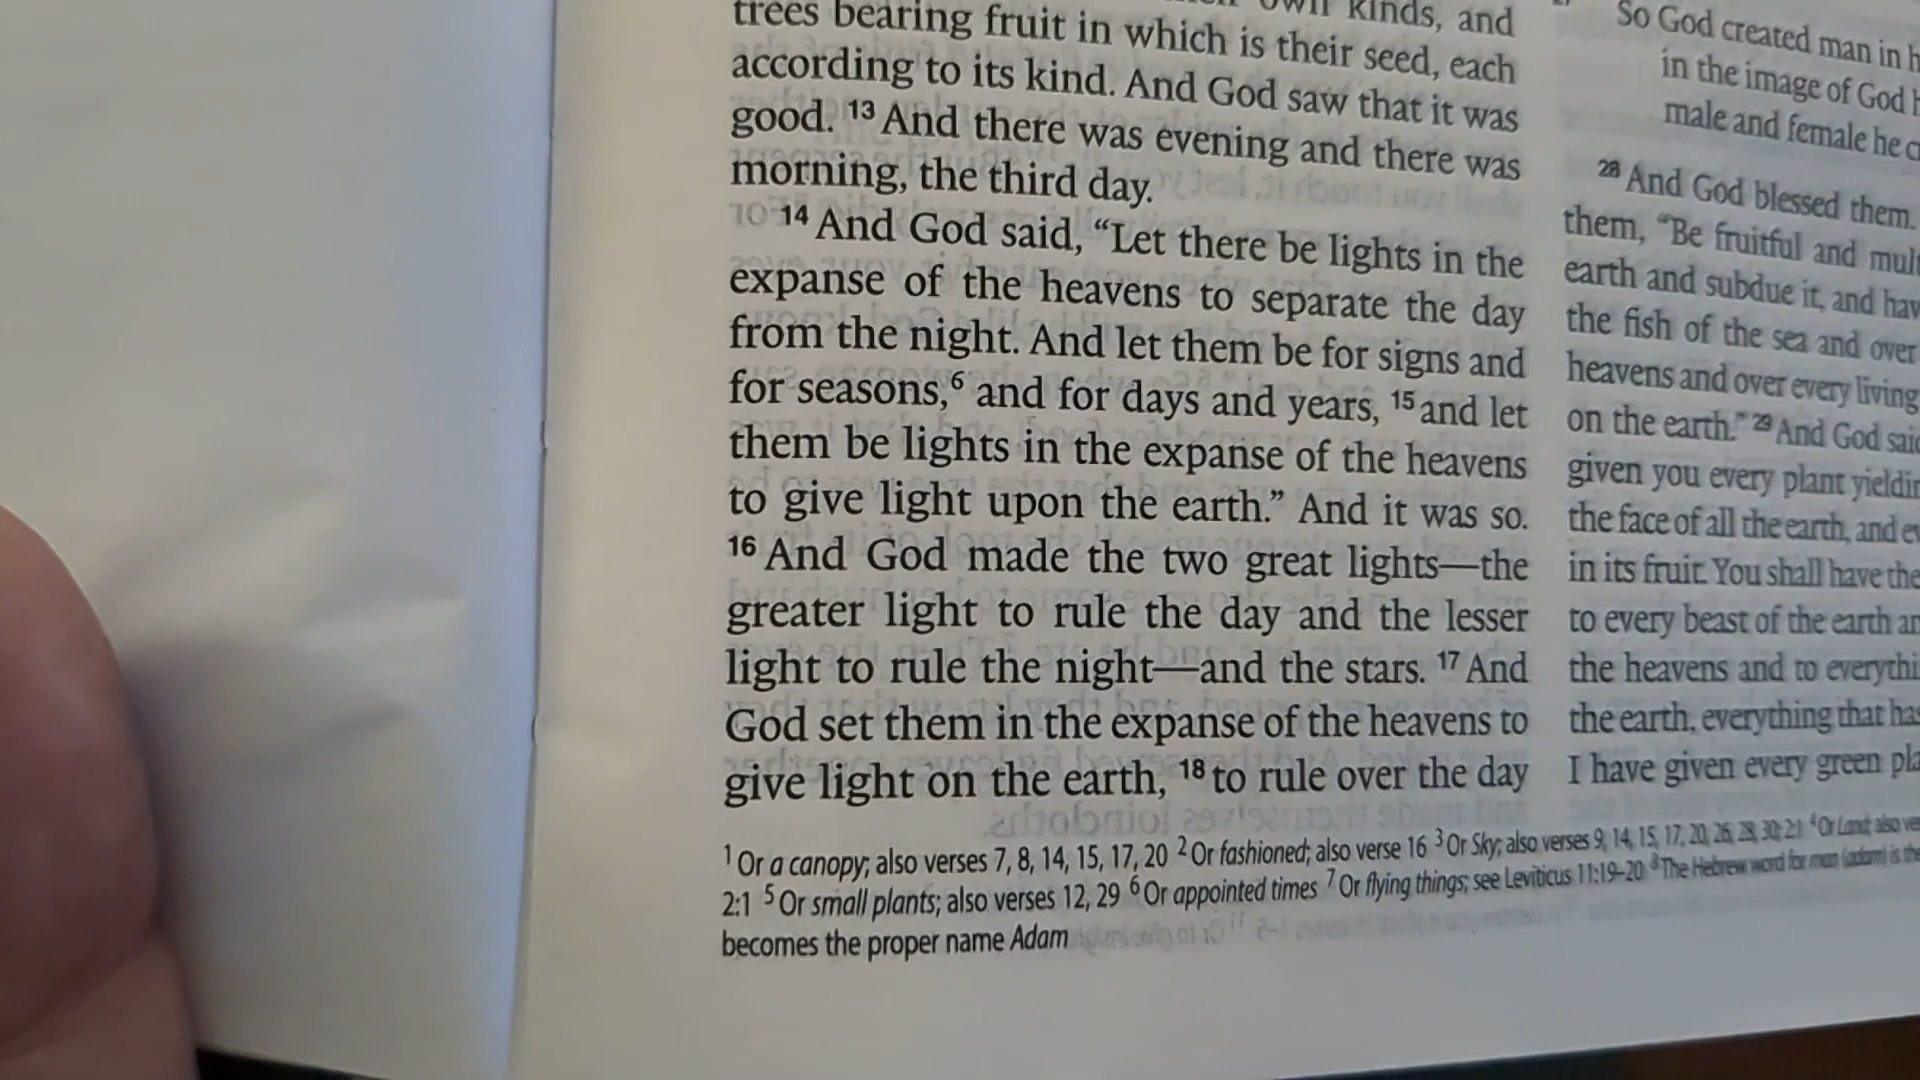 trees bearing fruit in which is their seed, each
according to its kind. And God saw that it was
good. 13 And there was evening and there was
morning, the third day.
14 And God said, “Let there be lights in the
expanse of the heavens to separate the day
from the night. And let them be for signs and
for seasons,6 and for days and years, 15 and let
them be lights in the expanse of the heavens
to give light upon the earth.” And it was so.
16 And God made the two great lights—the
greater light to rule the day and the lesser
light to rule the night—and the stars. 17 And
God set them in the expanse of the heavens to
give light on the earth, 18 to rule over the day
So God created man in
in the image of God
male and female he
28 And God blessed them.
them, “Be fruitful and
earth and subdue it, and
the fish of the sea and over
heavens and over every living
on the earth.” 29 And God said
given you every plant
the face of all the earth, and
in its fruit. You shall have
to every beast of the earth
the heavens and to
the earth, everything that has
I have given every green
1 Or a canopy; also verses 7, 8, 14, 15, 17, 20 2 Or fashioned; also verse 16 3 Or Sky; also verses 9, 14, 15, 17, 20, 26, 28, 30; 2:1 4 Or Land; also
2:1 5 Or small plants; also verses 12, 29 6 Or appointed times 7 Or flying things; see Leviticus 11:19–20 8 The Hebrew word for man (adam) is the
becomes the proper name Adam